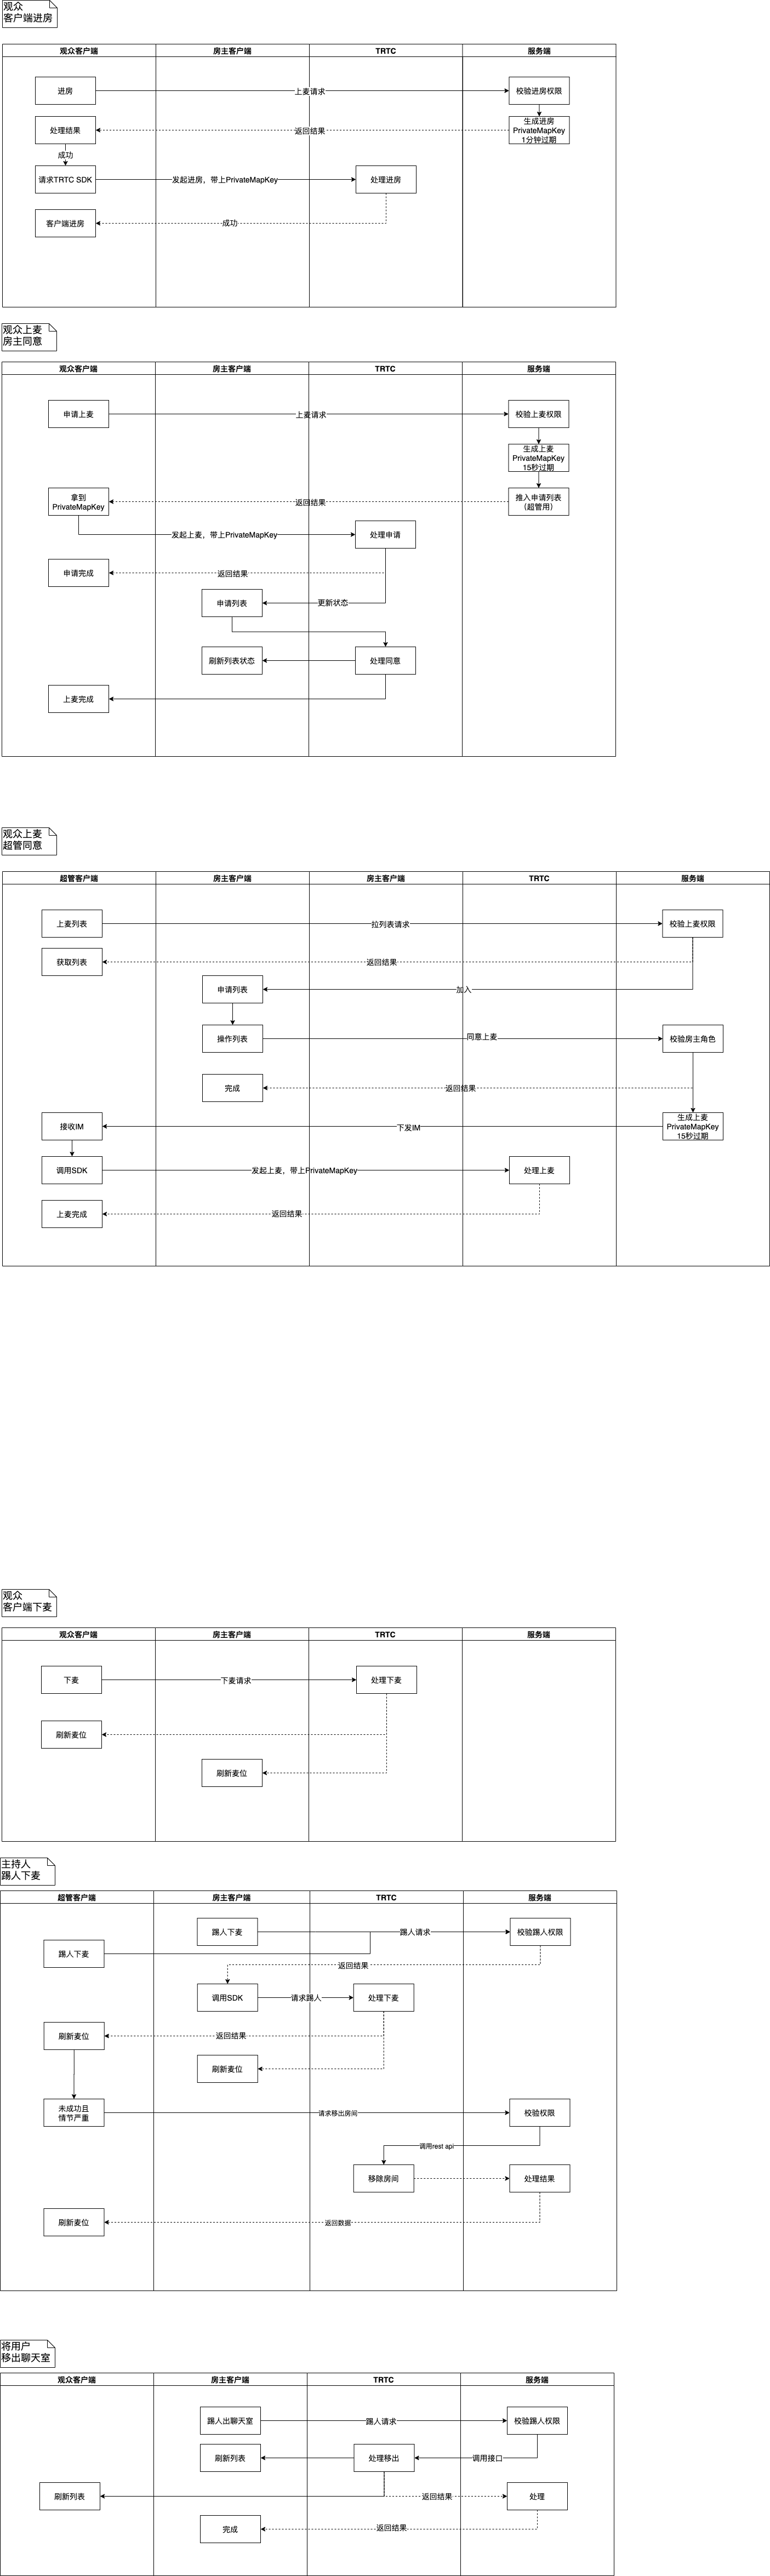 观众
客户端进房
观众客户端
房主客户端
TRTC
服务端
进房
上麦请求
校验进房权限
处理结果
返回结果
生成进房
PrivateMapKey
1分钟过期
成功
请求TRTC SDK
发起进房，带上PrivateMapKey
处理进房
客户端进房
成功
观众上麦
房主同意
观众客户端
房主客户端
TRTC
服务端
申请上麦
上麦请求
校验上麦权限
生成上麦
PrivateMapKey
15秒过期
拿到
PrivateMapKey
返回结果
推入申请列表
（超管用）
发起上麦，带上PrivateMapKey
处理申请
申请完成
返回结果
申请列表
更新状态
刷新列表状态
处理同意
上麦完成
观众上麦
超管同意
超管客户端
房主客户端
房主客户端
TRTC
服务端
上麦列表
拉列表请求
校验上麦权限
获取列表
返回结果
申请列表
加入
操作列表
同意上麦
校验房主角色
完成
返回结果
接收IM
下发IM
生成上麦
PrivateMapKey
15秒过期
调用SDK
发起上麦，带上PrivateMapKey
处理上麦
上麦完成
返回结果
观众
客户端下麦
观众客户端
房主客户端
TRTC
服务端
下麦
下麦请求
处理下麦
刷新麦位
刷新麦位
主持人
踢人下麦
超管客户端
房主客户端
TRTC
服务端
踢人下麦
踢人请求
校验踢人权限
踢人下麦
返回结果
调用SDK
请求踢人
处理下麦
刷新麦位
返回结果
刷新麦位
未成功且
情节严重
请求移出房间
校验权限
调用rest api
移除房间
处理结果
刷新麦位
返回数据
将用户
移出聊天室
观众客户端
房主客户端
TRTC
服务端
踢人出聊天室
踢人请求
校验踢人权限
刷新列表
处理移出
调用接口
刷新列表
返回结果
处理
完成
返回结果